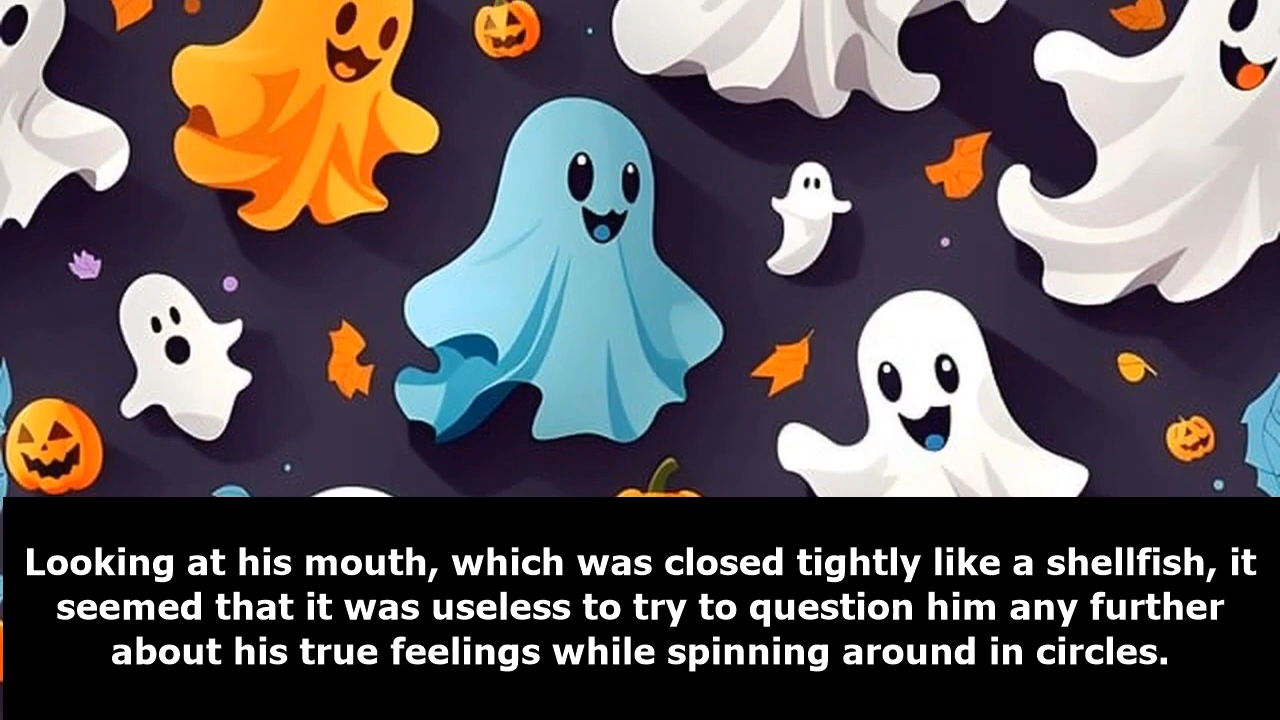 Looking at his mouth, which was closed tightly like a shellfish, it
seemed that it was useless to try to question him any further
about his true feelings while spinning around in circles.